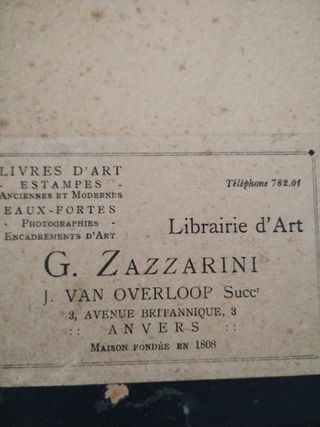 LIVRES D'ART
- ESTAMPES -
ANCIENNES ET MODERNES
EAUX-FORTES
- PHOTOGRAPHIES -
ENCADREMENTS D'ART
Téléphone 782.01
Librairie d'Art
G. ZAZZARINI
J. VAN OVERLOOP Succr
3, AVENUE BRITANNIQUE, 3
:: ANVERS ::
MAISON FONDÉE EN 1808